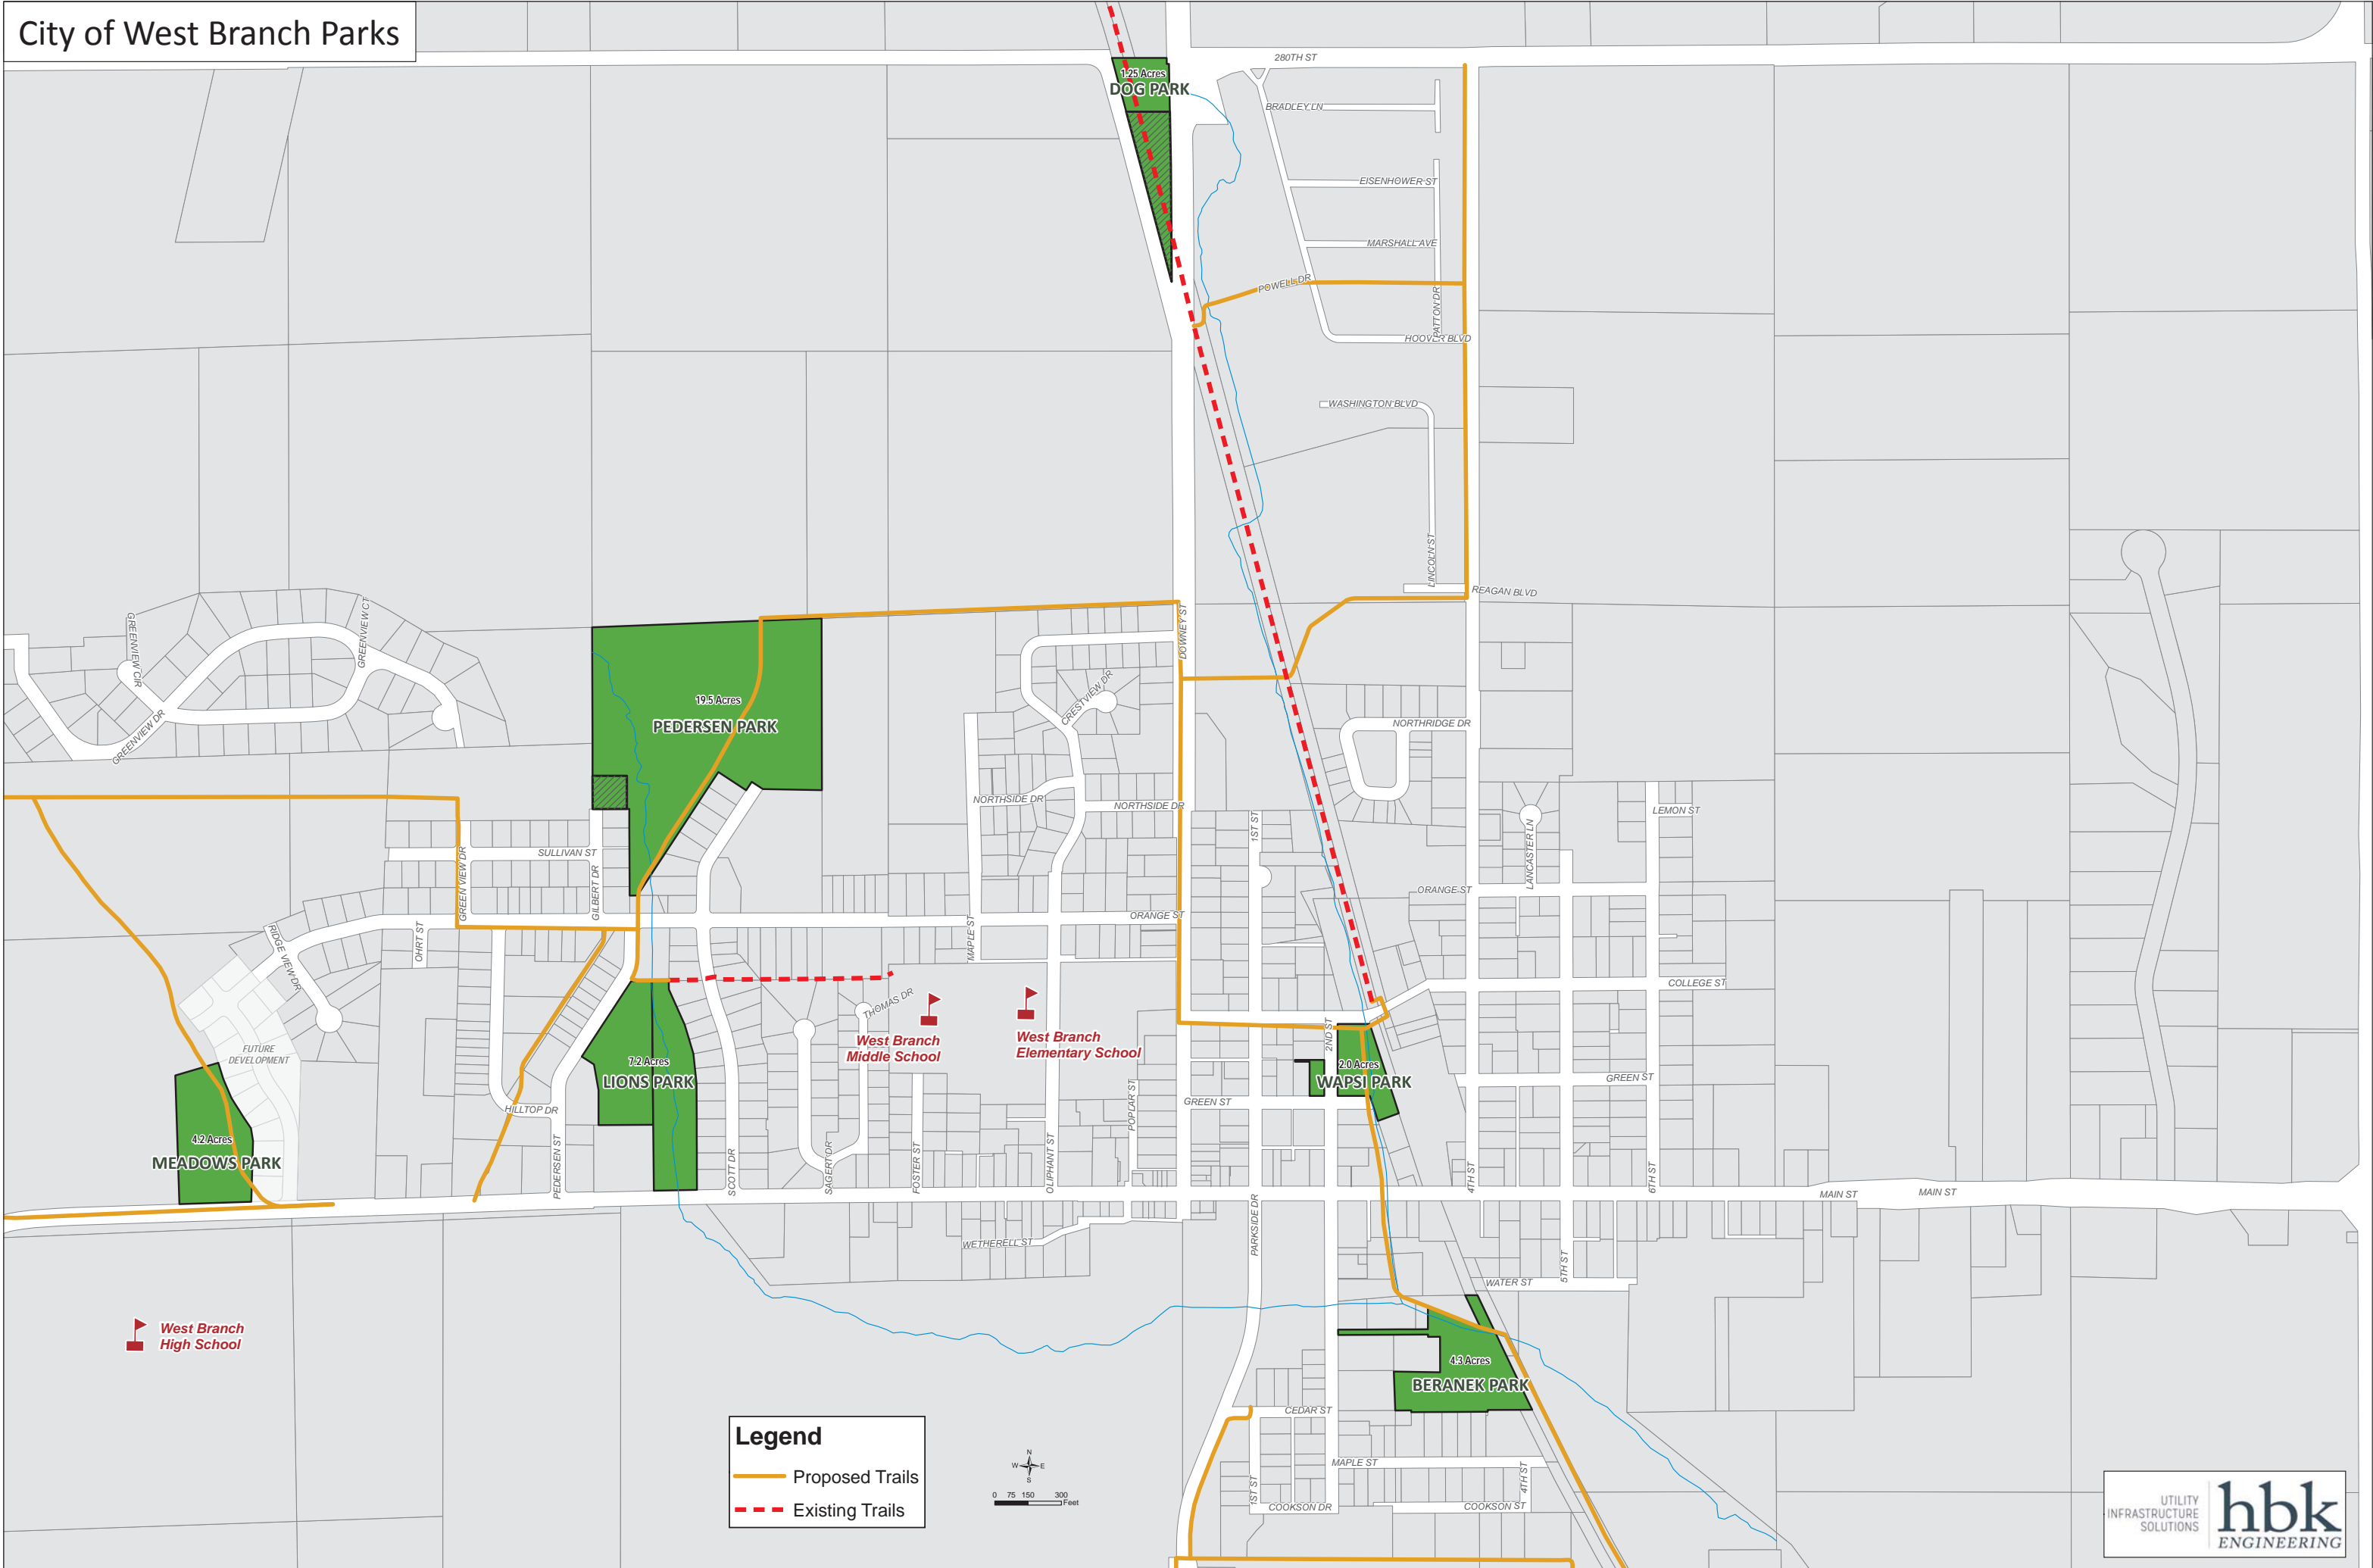 City of West Branch Parks
280TH ST
1.25 Acres
DOG PARK
BRADLEY LN
EISENHOWER ST
MARSHALL AVE
POWELL DR
PATTON DR
HOOVER BLVD
WASHINGTON BLVD
LINCOLN ST
REAGAN BLVD
GREENVIEW CIR
GREENVIEW CT
DOWNEY ST
CRESTVIEW DR
19.5 Acres
PEDERSEN PARK
GREENVIEW DR
NORTHRIDGE DR
NORTHSIDE DR
NORTHSIDE DR
LEMON ST
1ST ST
LANCASTER LN
SULLIVAN ST
GREEN VIEW DR
GILBERT DR
ORANGE ST
ORANGE ST
OHRT ST
MAPLE ST
RIDGE VIEW DR
COLLEGE ST
THOMAS DR
West Branch
Middle School
West Branch
Elementary School
FUTURE
DEVELOPMENT
2ND ST
7.2 Acres
LIONS PARK
2.0 Acres
WAPSI PARK
GREEN ST
GREEN ST
HILLTOP DR
POPLAR ST
4.2 Acres
MEADOWS PARK
PEDERSEN ST
SCOTT DR
SAGERT DR
FOSTER ST
OLIPHANT ST
4TH ST
6TH ST
MAIN ST
MAIN ST
PARKSIDE DR
WETHERELL ST
5TH ST
WATER ST
West Branch
High School
4.3 Acres
BERANEK PARK
CEDAR ST
MAPLE ST
1ST ST
4TH ST
COOKSON DR
COOKSON ST
Legend
Proposed Trails
Existing Trails
N
W E
S
0 75 150 300
Feet
UTILITY
INFRASTRUCTURE
SOLUTIONS
hbk
ENGINEERING